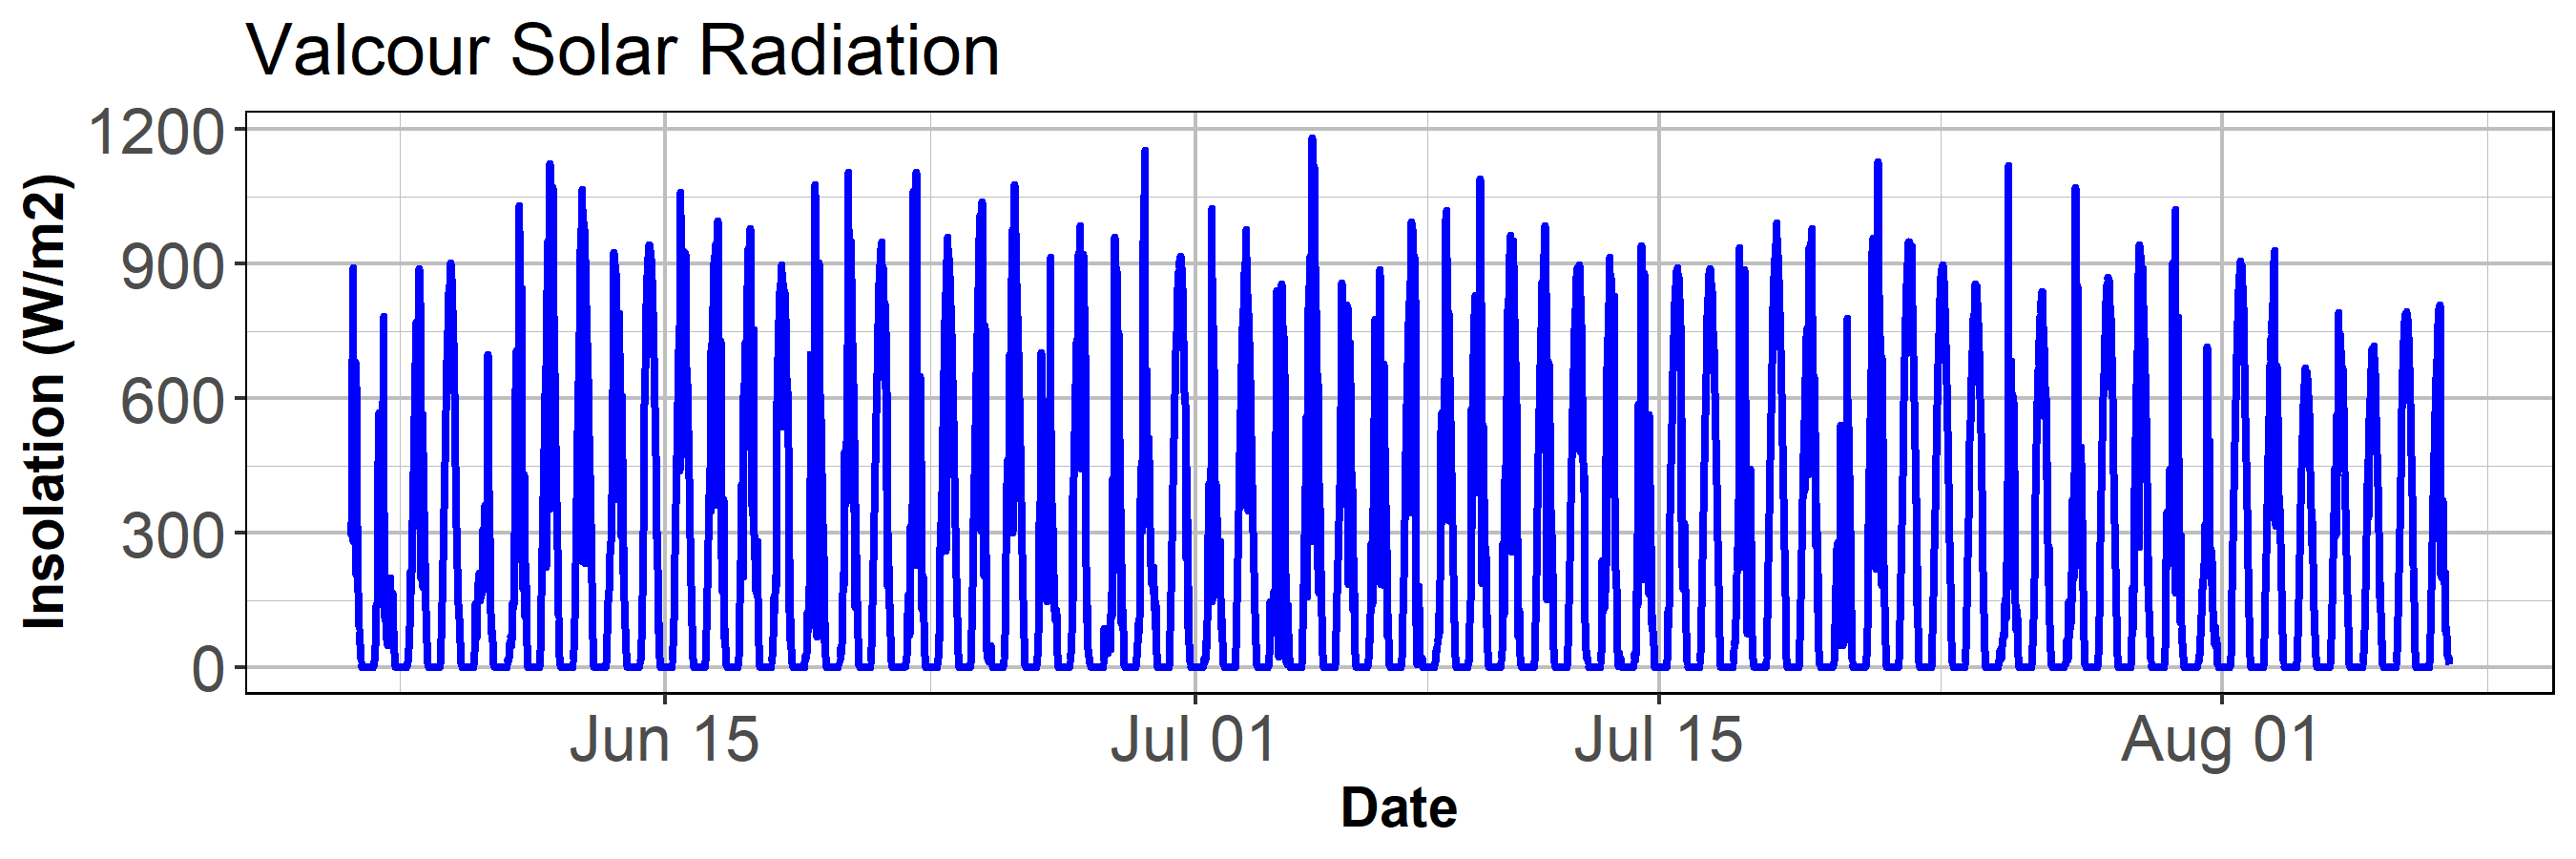 Valcour Solar Radiation
1200
900
600
300
0
Insolation (W/m2)
Jun 15
Jul 01
Jul 15
Aug 01
Date